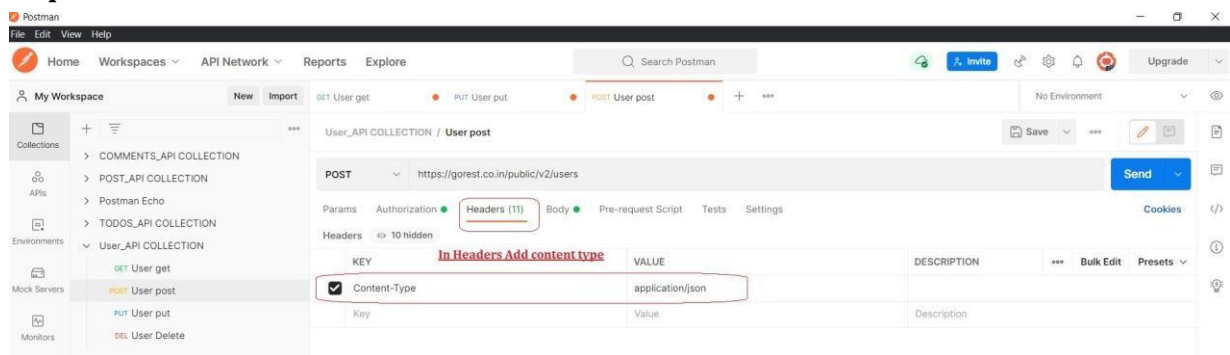 Postman
File Edit View Help
Home Workspaces API Network Reports Explore Search Postman Invite Upgrade
My Workspace New Import GET User get PUT User put POST User post No Environment
Collections
APIs
Environments
Mock Servers
Monitors
COMMENTS_API COLLECTION
POST_API COLLECTION
Postman Echo
TODOS_API COLLECTION
User_API COLLECTION
GET User get
POST User post
PUT User put
DEL User Delete
User_API COLLECTION / User post Save
POST https://gorest.co.in/public/v2/users Send
Params Authorization Headers (11) Body Pre-request Script Tests Settings Cookies
Headers 10 hidden
In Headers Add content type
KEY VALUE DESCRIPTION Bulk Edit Presets
Content-Type application/json
Key Value Description